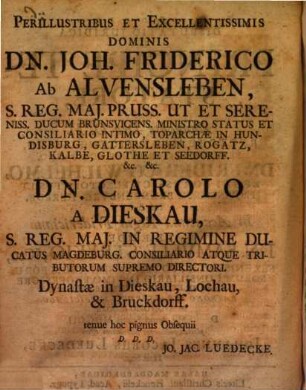 PERILLUSTRIBUS ET EXCELLENTISSIMIS
DOMINIS
DN. JOH. FRIDERICO
AB ALVENSLEBEN,
S. REG. MAJ. PRUSS. UT ET SERE-
NISS. DUCUM BRÛNSVICENS. MINISTRO STATUS ET
CONSILIARIO INTIMO, TOPARCHÆ IN HUN-
DISBURG, GATTERSLEBEN, ROGATZ,
KALBE, GLOTHE ET SEEDORFF.
&c. &c.
DN. CAROLO
A DIESKAU,
S. REG. MAJ. IN REGIMINE DU-
CATUS MAGDEBURG. CONSILIARIO ATQUE TRI-
BUTORUM SUPREMO DIRECTORI.
Dynastæ in Dieskau, Lochau,
& Bruckdorff.
tenue hoc pignus Obsequii
D. D. D.
JO. JAC. LUEDECKE.